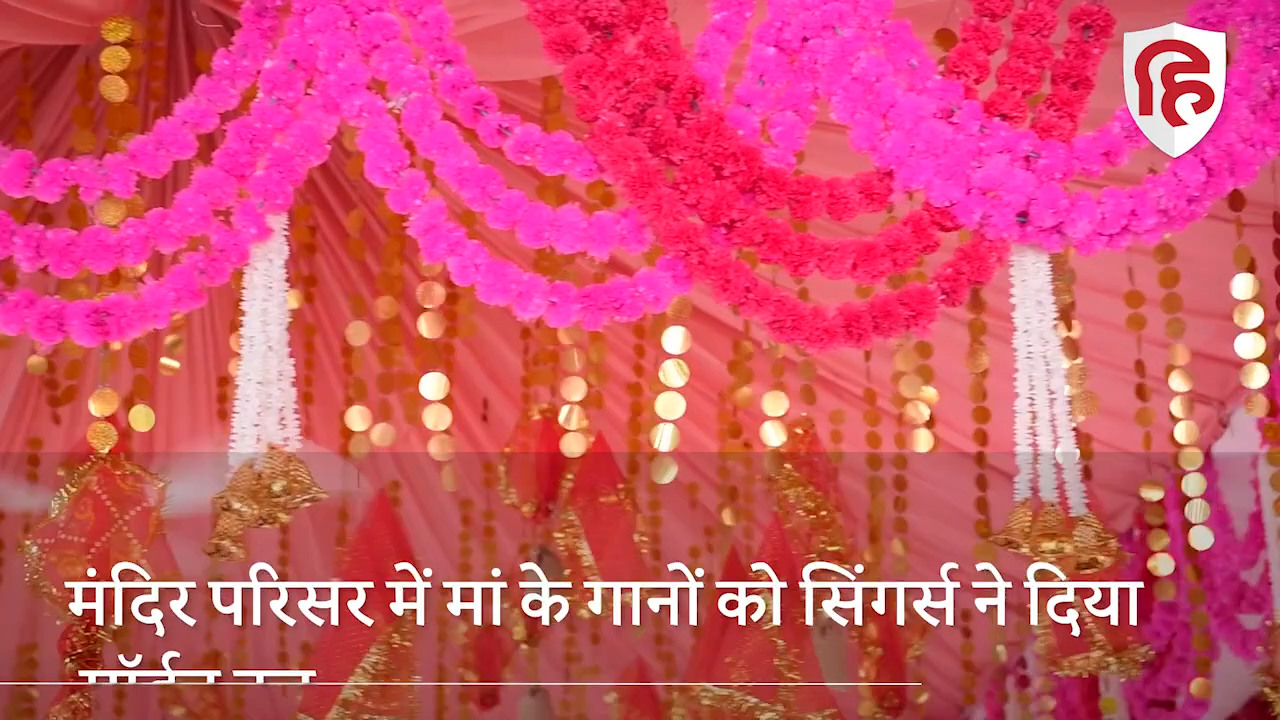 हि
मंदिर परिसर में मां के गानों को सिंगर्स ने दिया